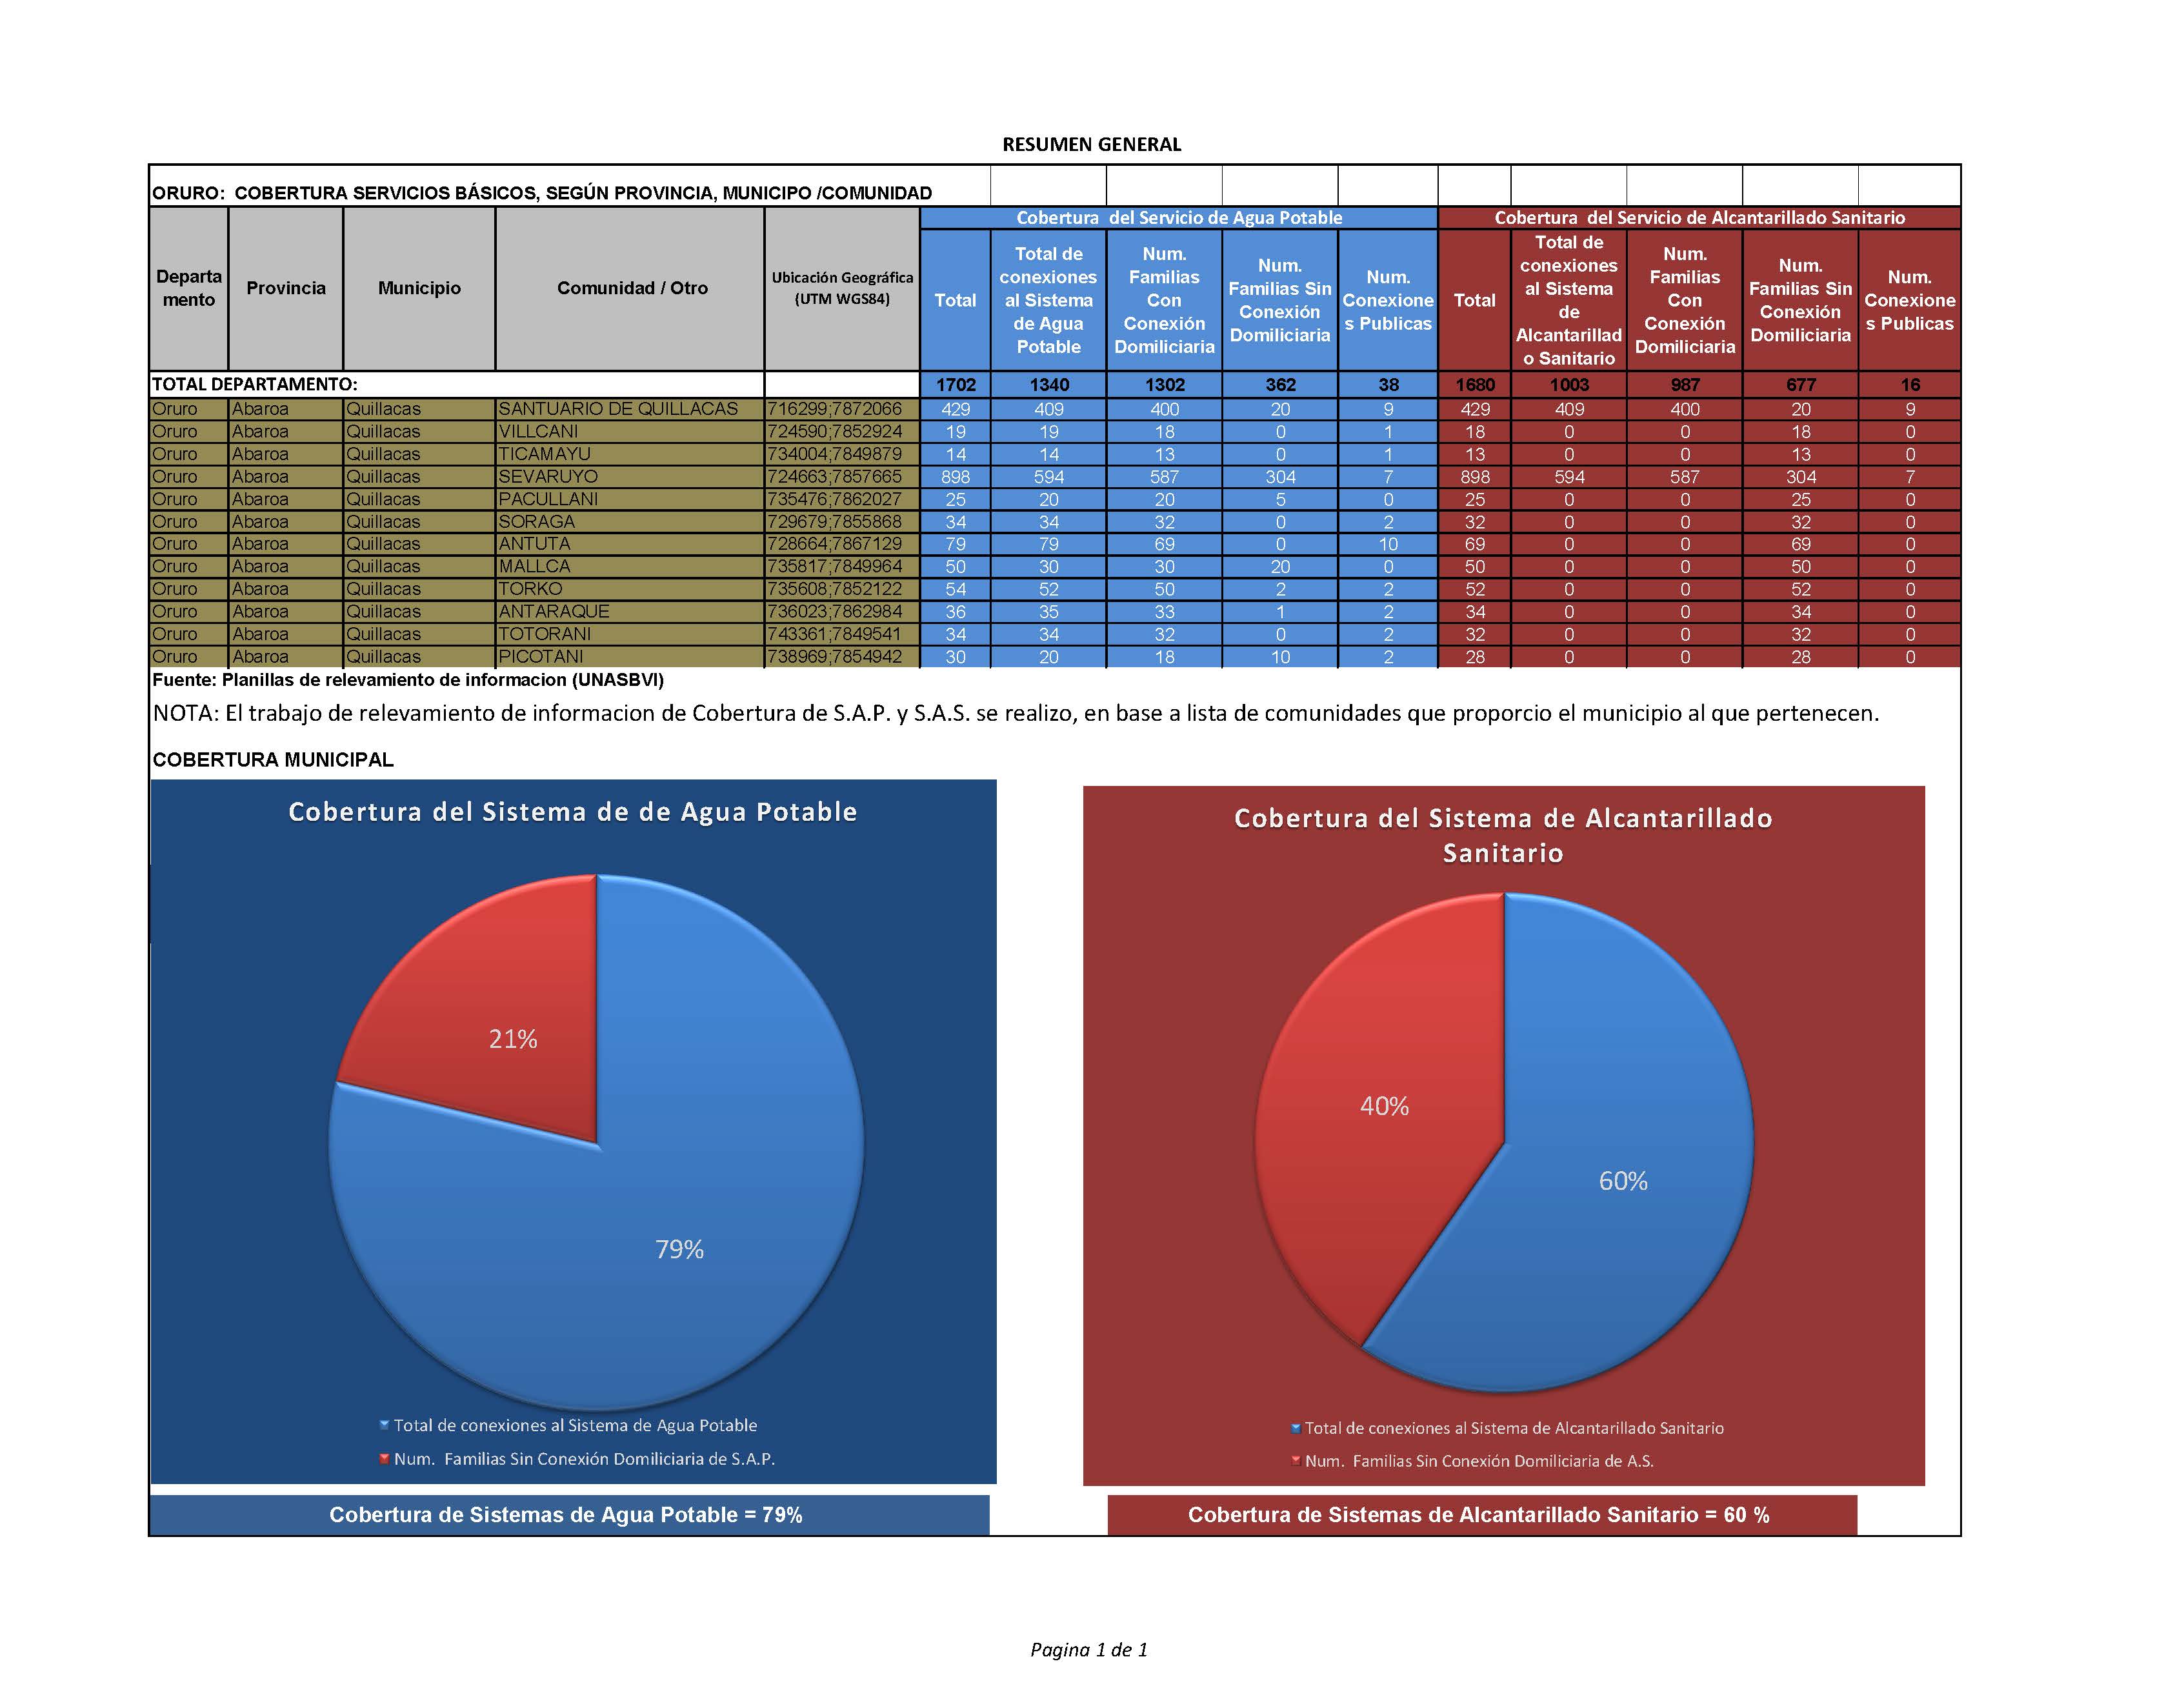 RESUMEN GENERAL
ORURO: COBERTURA SERVICIOS BÁSICOS, SEGÚN PROVINCIA, MUNICIPO /COMUNIDAD
Cobertura del Servicio de Agua Potable Cobertura del Servicio de Alcantarillado Sanitario
Departa
mento
Provincia
Municipio
Comunidad / Otro
Ubicación Geográfica
(UTM WGS84)
Total
Total de
conexiones
al Sistema
de Agua
Potable
Num.
Familias
Con
Conexión
Domiliciaria
Num.
Familias Sin
Conexión
Domiliciaria
Num.
Conexione
s Publicas
Total
Total de
conexiones
al Sistema
de
Alcantarillad
o Sanitario
Num.
Familias
Con
Conexión
Domiliciaria
Num.
Familias Sin
Conexión
Domiliciaria
Num.
Conexione
s Publicas
TOTAL DEPARTAMENTO: 1702 1340 1302 362 38 1680 1003 987 677 16
Oruro Abaroa Quillacas SANTUARIO DE QUILLACAS 716299;7872066 429 409 400 20 9 429 409 400 20 9
Oruro Abaroa Quillacas VILLCANI 724590;7852924 19 19 18 0 1 18 0 0 18 0
Oruro Abaroa Quillacas TICAMAYU 734004;7849879 14 14 13 0 1 13 0 0 13 0
Oruro Abaroa Quillacas SEVARUYO 724663;7857665 898 594 587 304 7 898 594 587 304 7
Oruro Abaroa Quillacas PACULLANI 735476;7862027 25 20 20 5 0 25 0 0 25 0
Oruro Abaroa Quillacas SORAGA 729679;7855868 34 34 32 0 2 32 0 0 32 0
Oruro Abaroa Quillacas ANTUTA 728664;7867129 79 79 69 0 10 69 0 0 69 0
Oruro Abaroa Quillacas MALLCA 735817;7849964 50 30 30 20 0 50 0 0 50 0
Oruro Abaroa Quillacas TORKO 735608;7852122 54 52 50 2 2 52 0 0 52 0
Oruro Abaroa Quillacas ANTARAQUE 736023;7862984 36 35 33 1 2 34 0 0 34 0
Oruro Abaroa Quillacas TOTORANI 743361;7849541 34 34 32 0 2 32 0 0 32 0
Oruro Abaroa Quillacas PICOTANI 738969;7854942 30 20 18 10 2 28 0 0 28 0
Fuente: Planillas de relevamiento de informacion (UNASBVI)
NOTA: El trabajo de relevamiento de informacion de Cobertura de S.A.P. y S.A.S. se realizo, en base a lista de comunidades que proporcio el municipio al que pertenecen.
COBERTURA MUNICIPAL
Cobertura del Sistema de de Agua Potable
21%
79%
Total de conexiones al Sistema de Agua Potable
Num. Familias Sin Conexión Domiliciaria de S.A.P.
Cobertura de Sistemas de Agua Potable = 79%
Cobertura del Sistema de Alcantarillado
Sanitario
40%
60%
Total de conexiones al Sistema de Alcantarillado Sanitario
Num. Familias Sin Conexión Domiliciaria de A.S.
Cobertura de Sistemas de Alcantarillado Sanitario = 60 %
Pagina 1 de 1